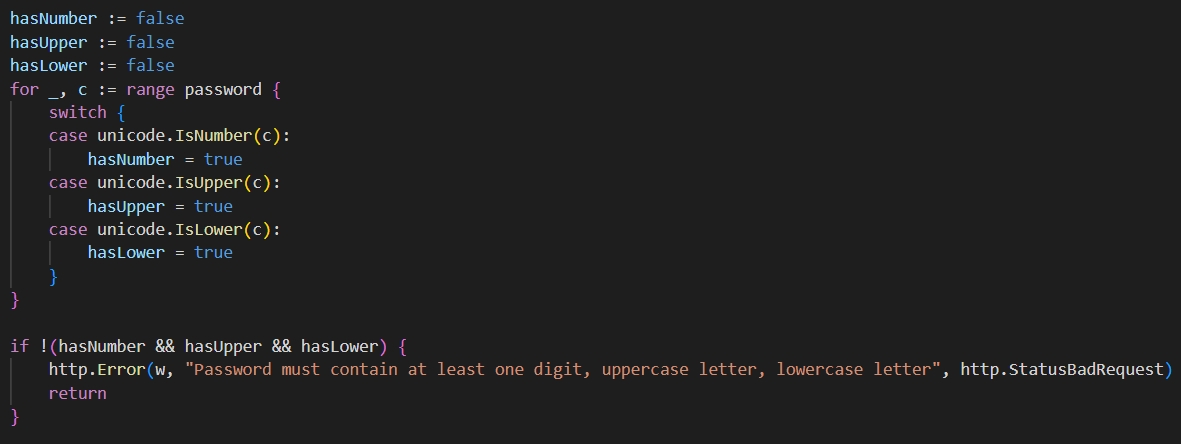 hasNumber := false
hasUpper := false
hasLower := false
for _, c := range password {
    switch {
    case unicode.IsNumber(c):
        hasNumber = true
    case unicode.IsUpper(c):
        hasUpper = true
    case unicode.IsLower(c):
        hasLower = true
    }
}

if !(hasNumber && hasUpper && hasLower) {
    http.Error(w, "Password must contain at least one digit, uppercase letter, lowercase letter", http.StatusBadRequest)
    return
}